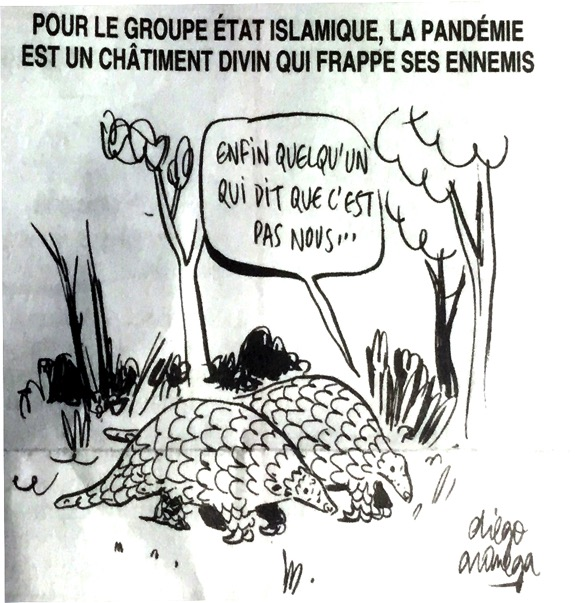 POUR LE GROUPE ÉTAT ISLAMIQUE, LA PANDÉMIE
EST UN CHÂTIMENT DIVIN QUI FRAPPE SES ENNEMIS
ENFIN QUELQU'UN
QUI DIT QUE C'EST
PAS NOUS...
diego
aranega